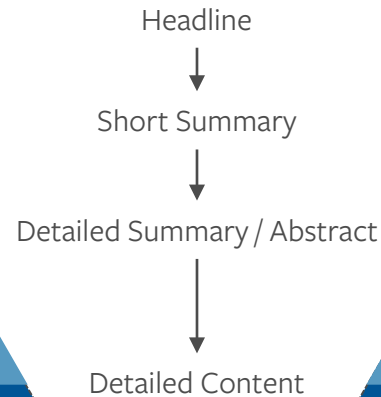 Headline
Short Summary
Detailed Summary / Abstract
Detailed Content